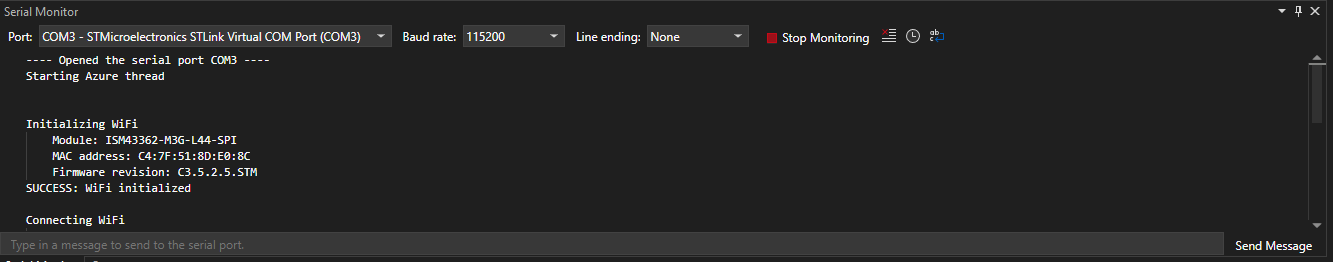 Serial Monitor
Port: COM3 - STMicroelectronics STLink Virtual COM Port (COM3) Baud rate: 115200 Line ending: None Stop Monitoring
---- Opened the serial port COM3 ----
Starting Azure thread
Initializing WiFi
Module: ISM43362-M3G-L44-SPI
MAC address: C4:7F:51:8D:E0:8C
Firmware revision: C3.5.2.5.STM
SUCCESS: WiFi initialized
Connecting WiFi
Type in a message to send to the serial port. Send Message